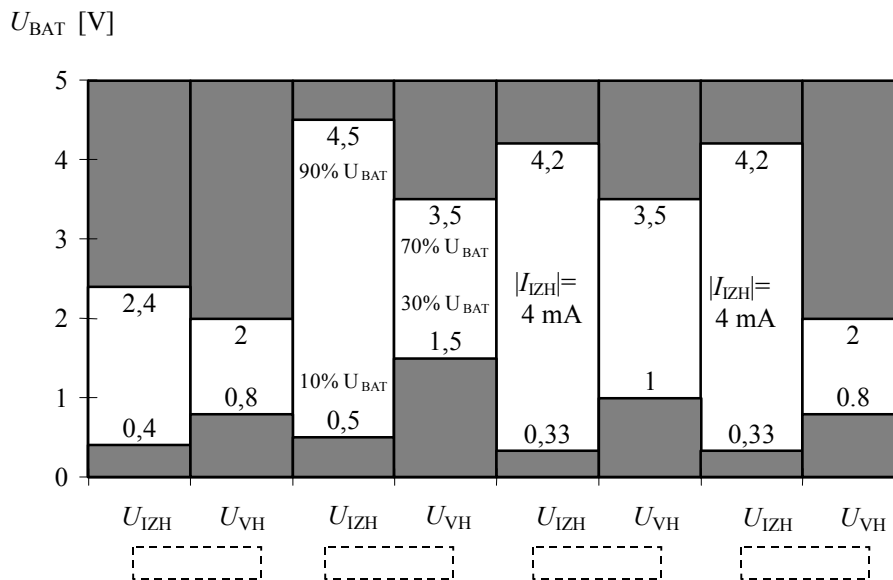 U_BAT [V]
5
4
3
2
1
0
2,4
0,4
2
0,8
4,5
90% U_BAT
10% U_BAT
0,5
3,5
70% U_BAT
30% U_BAT
1,5
4,2
|I_IZH|=
4 mA
0,33
3,5
1
4,2
|I_IZH|=
4 mA
0,33
2
0.8
U_IZH U_VH U_IZH U_VH U_IZH U_VH U_IZH U_VH